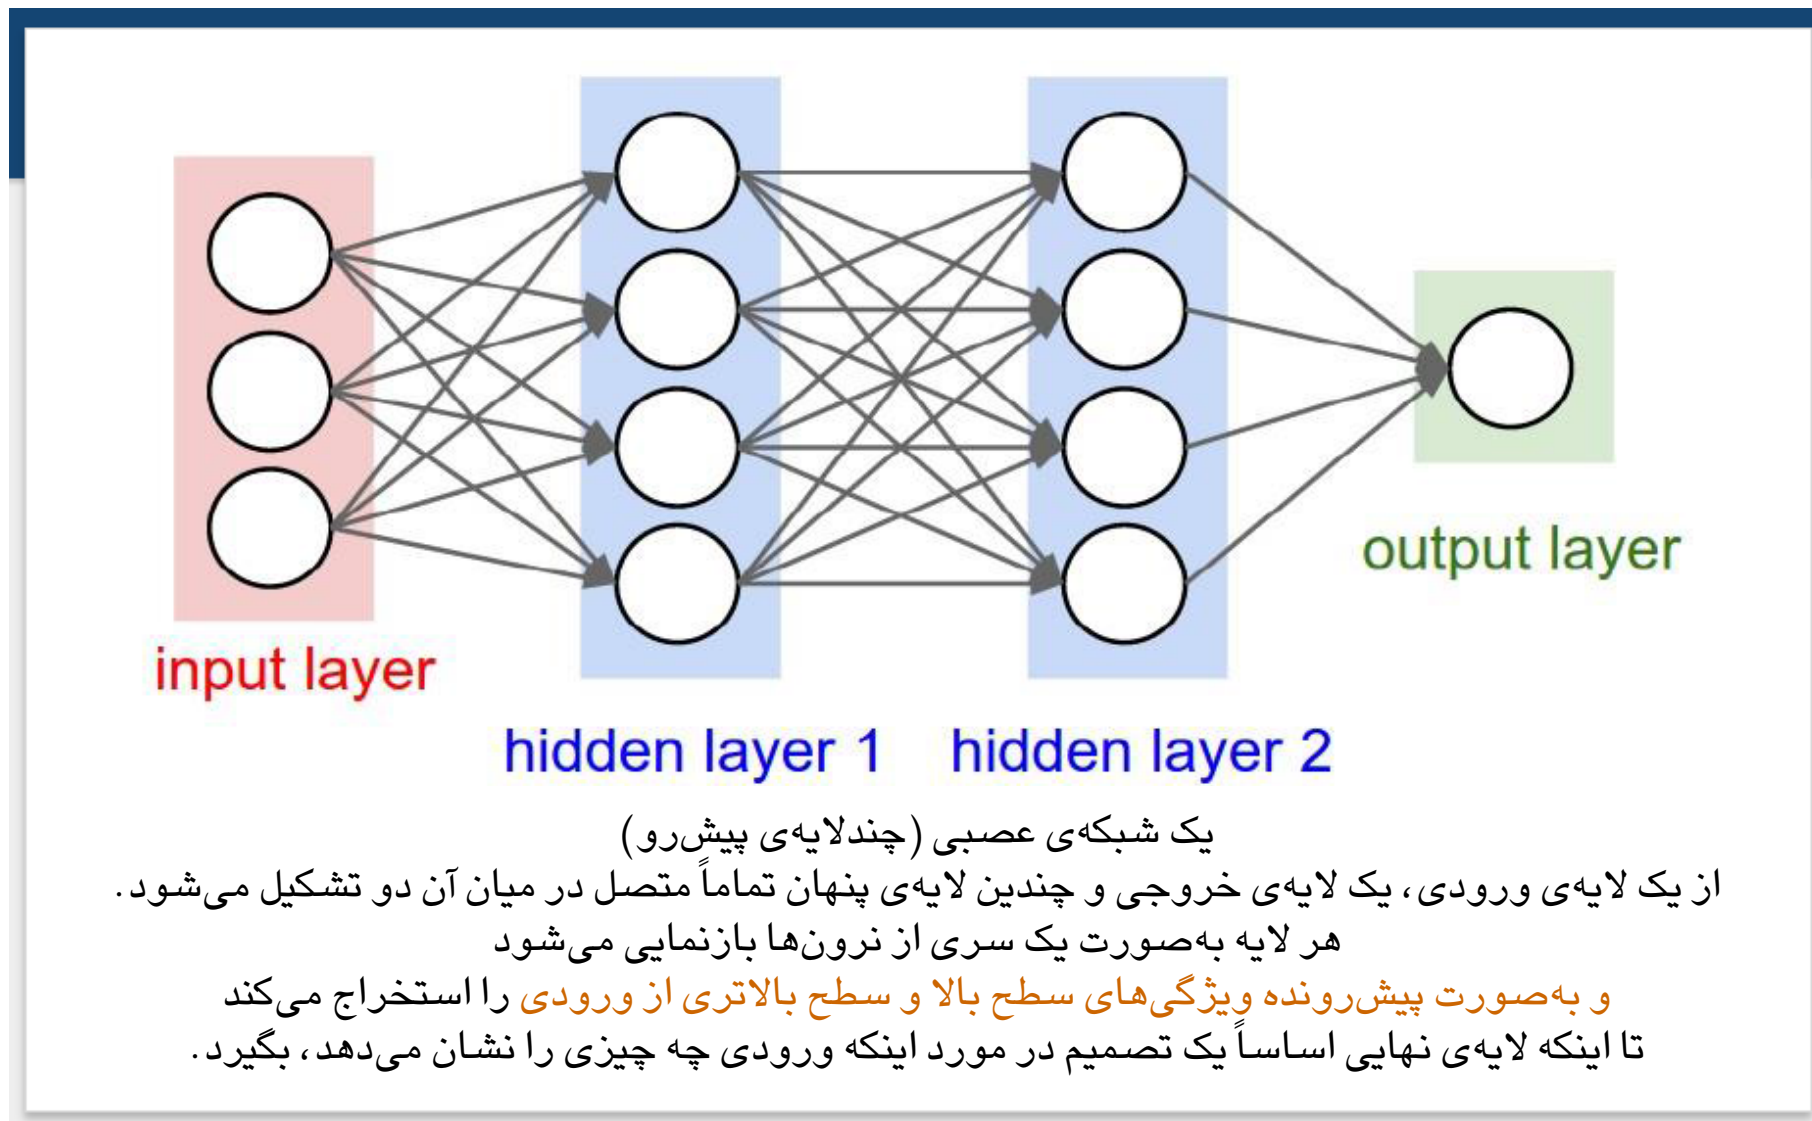 input layer
hidden layer 1
hidden layer 2
output layer
یک شبکه‌ی عصبی (چندلایه‌ی پیش‌رو)
از یک لایه‌ی ورودی، یک لایه‌ی خروجی و چندین لایه‌ی پنهان تماماً متصل در میان آن دو تشکیل می‌شود.
هر لایه به‌صورت یک سری از نرون‌ها بازنمایی می‌شود
و به‌صورت پیش‌رونده ویژگی‌های سطح بالا و سطح بالاتری از ورودی را استخراج می‌کند
تا اینکه لایه‌ی نهایی اساساً یک تصمیم در مورد اینکه ورودی چه چیزی را نشان می‌دهد، بگیرد.